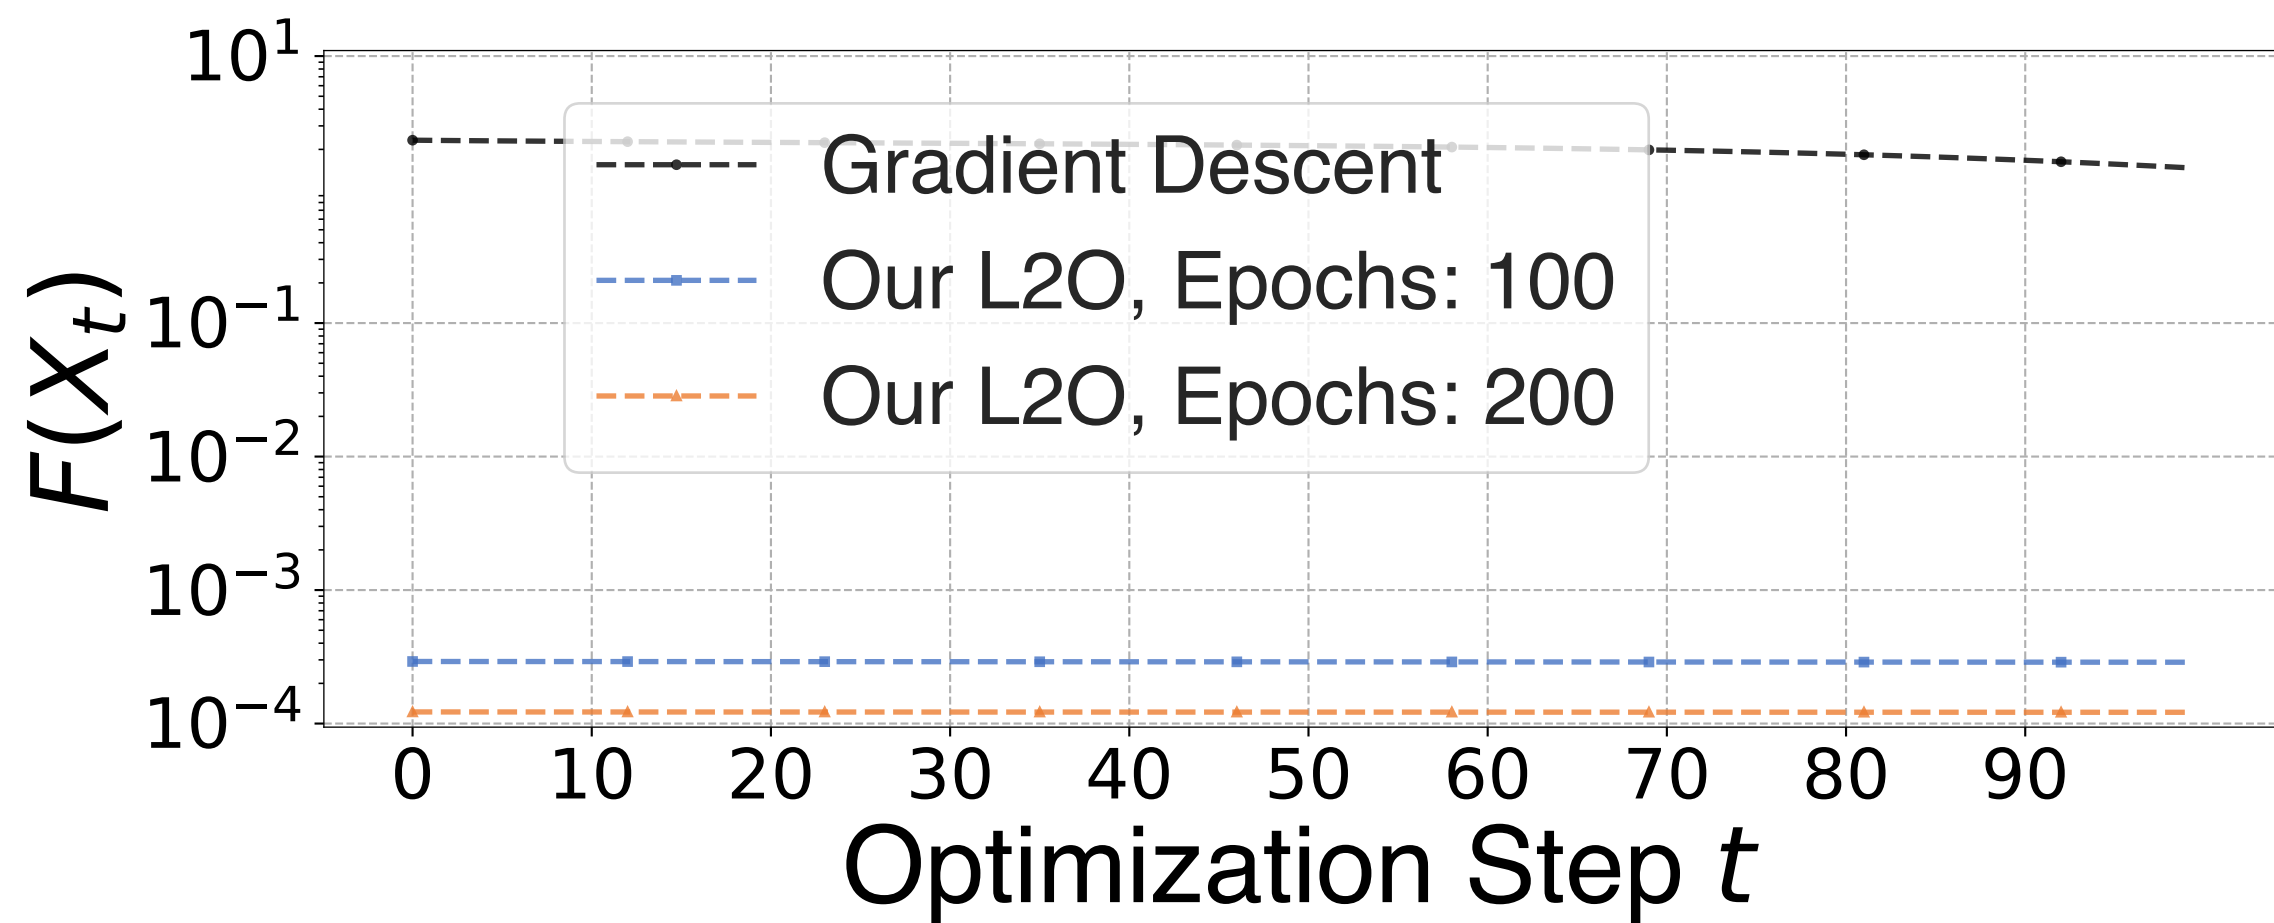 F(X_t)
10^1
10^−1
10^−2
10^−3
10^−4
Gradient Descent
Our L2O, Epochs: 100
Our L2O, Epochs: 200
0 10 20 30 40 50 60 70 80 90
Optimization Step t